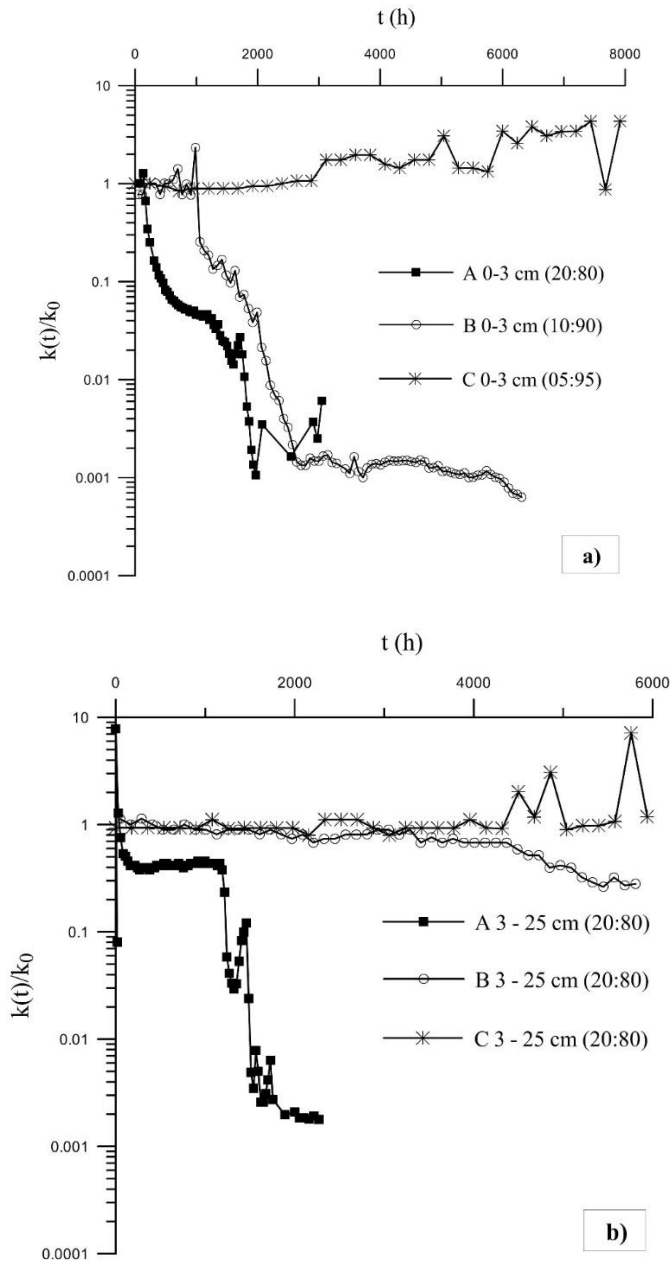 t (h)
0 2000 4000 6000 8000
10
1
0.1
0.01
0.001
0.0001
k(t)/k0
A 0-3 cm (20:80)
B 0-3 cm (10:90)
C 0-3 cm (05:95)
a)
t (h)
0 2000 4000 6000
10
1
0.1
0.01
0.001
0.0001
k(t)/k0
A 3 - 25 cm (20:80)
B 3 - 25 cm (20:80)
C 3 - 25 cm (20:80)
b)